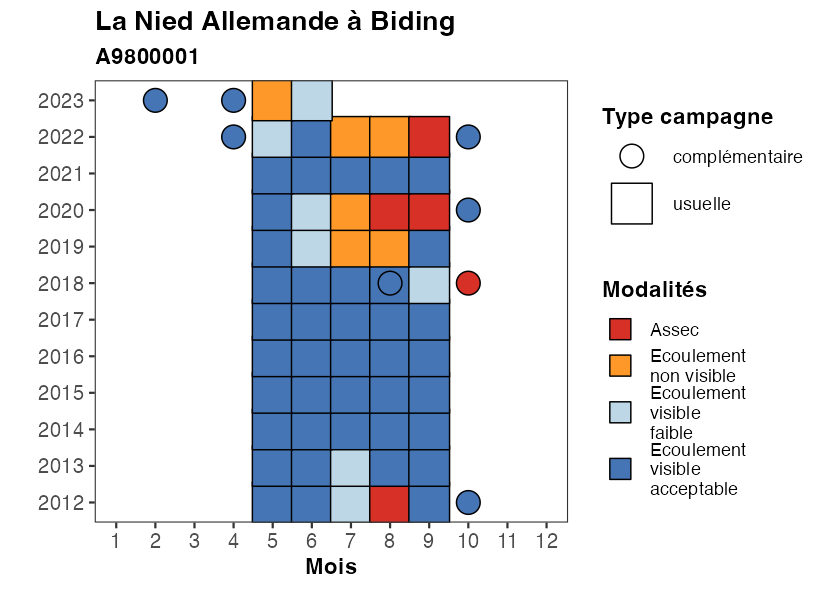 La Nied Allemande à Biding
A9800001
2023
2022
2021
2020
2019
2018
2017
2016
2015
2014
2013
2012
1 2 3 4 5 6 7 8 9 10 11 12
Mois
Type campagne
complémentaire
usuelle
Modalités
Assec
Ecoulement
non visible
Ecoulement
visible
faible
Ecoulement
visible
acceptable